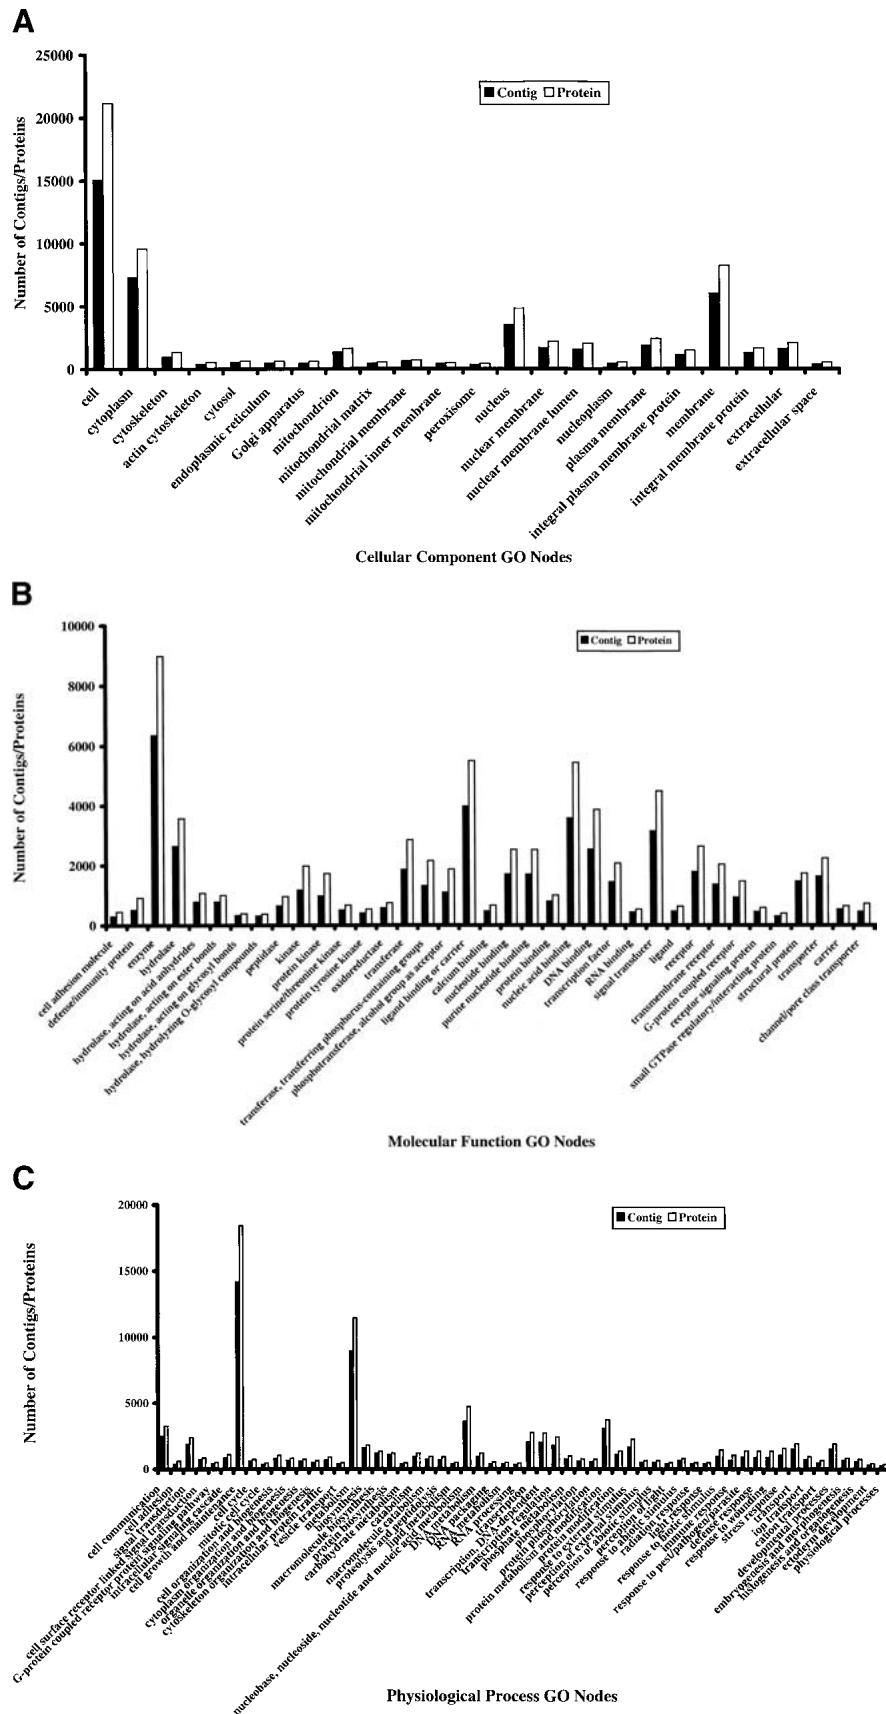 A
25000
20000
15000
10000
5000
0
Number of Contigs/Proteins
Contig Protein
cell
cytoplasm
cytoskeleton
actin cytoskeleton
cytosol
endoplasmic reticulum
Golgi apparatus
mitochondrion
mitochondrial matrix
mitochondrial membrane
mitochondrial inner membrane
peroxisome
nucleus
nuclear membrane
nuclear membrane lumen
nucleoplasm
plasma membrane
integral plasma membrane protein
membrane
integral membrane protein
extracellular
extracellular space
Cellular Component GO Nodes
B
10000
8000
6000
4000
2000
0
Number of Contigs/Proteins
Contig Protein
cell adhesion molecule
defense/immunity protein
enzyme
hydrolase
hydrolase, acting on acid anhydrides
hydrolase, acting on ester bonds
hydrolase, acting on glycosyl bonds
hydrolase, hydrolyzing O-glycosyl compounds
peptidase
kinase
protein kinase
protein serine/threonine kinase
protein tyrosine kinase
oxidoreductase
transferase
transferase, transferring phosphorus-containing groups
phosphotransferase, alcohol group as acceptor
ligand binding or carrier
calcium binding
nucleotide binding
purine nucleotide binding
protein binding
nucleic acid binding
DNA binding
transcription factor
RNA binding
signal transducer
ligand
receptor
transmembrane receptor
G-protein coupled receptor
receptor signaling protein
small GTPase regulatory/interacting protein
structural protein
transporter
carrier
channel/pore class transporter
Molecular Function GO Nodes
C
20000
15000
10000
5000
0
Number of Contigs/Proteins
Contig Protein
cell communication
cell adhesion
signal transduction
cell surface receptor linked signal transduction
G-protein coupled receptor protein signaling pathway
intracellular signaling cascade
cell growth and maintenance
cell cycle
mitotic cell cycle
cell organization and biogenesis
cytoplasm organization and biogenesis
organelle organization and biogenesis
cytoskeleton organization and biogenesis
intracellular protein traffic
vesicle transport
metabolism
biosynthesis
macromolecule biosynthesis
protein biosynthesis
carbohydrate metabolism
catabolism
macromolecule catabolism
proteolysis and peptidolysis
lipid metabolism
nucleobase, nucleoside, nucleotide and nucleic acid metabolism
DNA metabolism
DNA packaging
RNA metabolism
RNA processing
transcription
transcription, DNA-dependent
phosphate metabolism
protein phosphorylation
protein metabolism and modification
protein modification
response to external stimulus
perception of external stimulus
perception of abiotic stimulus
response to abiotic stimulus
radiation response
response to biotic stimulus
immune response
response to pest/pathogen/parasite
defense response
response to wounding
stress response
transport
ion transport
cation transport
developmental processes
embryogenesis and morphogenesis
histogenesis and organogenesis
ectoderm development
physiological processes
Physiological Process GO Nodes